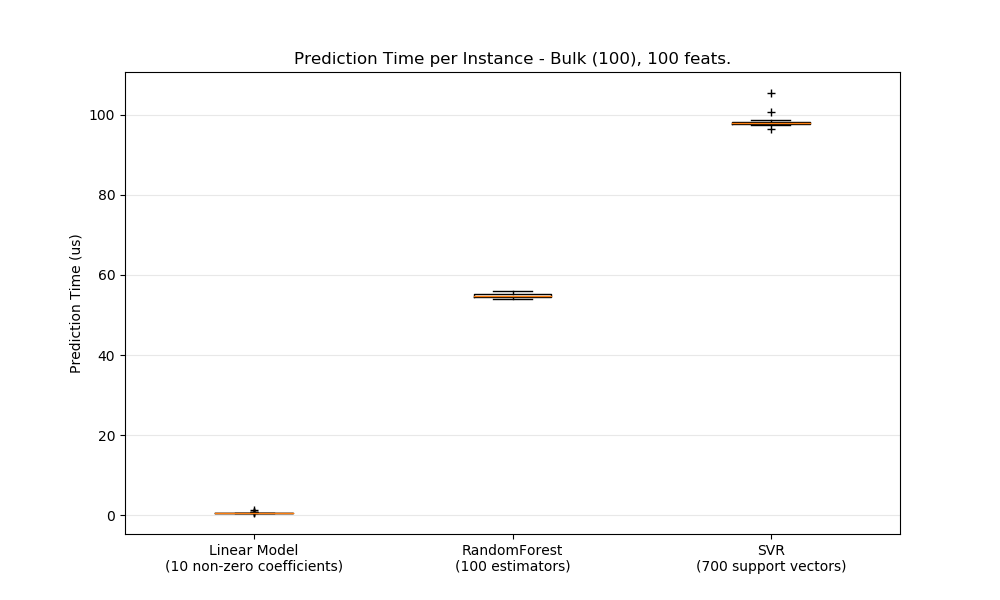 Prediction Time per Instance - Bulk (100), 100 feats.
Prediction Time (us)
100
80
60
40
20
0
Linear Model
(10 non-zero coefficients)
RandomForest
(100 estimators)
SVR
(700 support vectors)